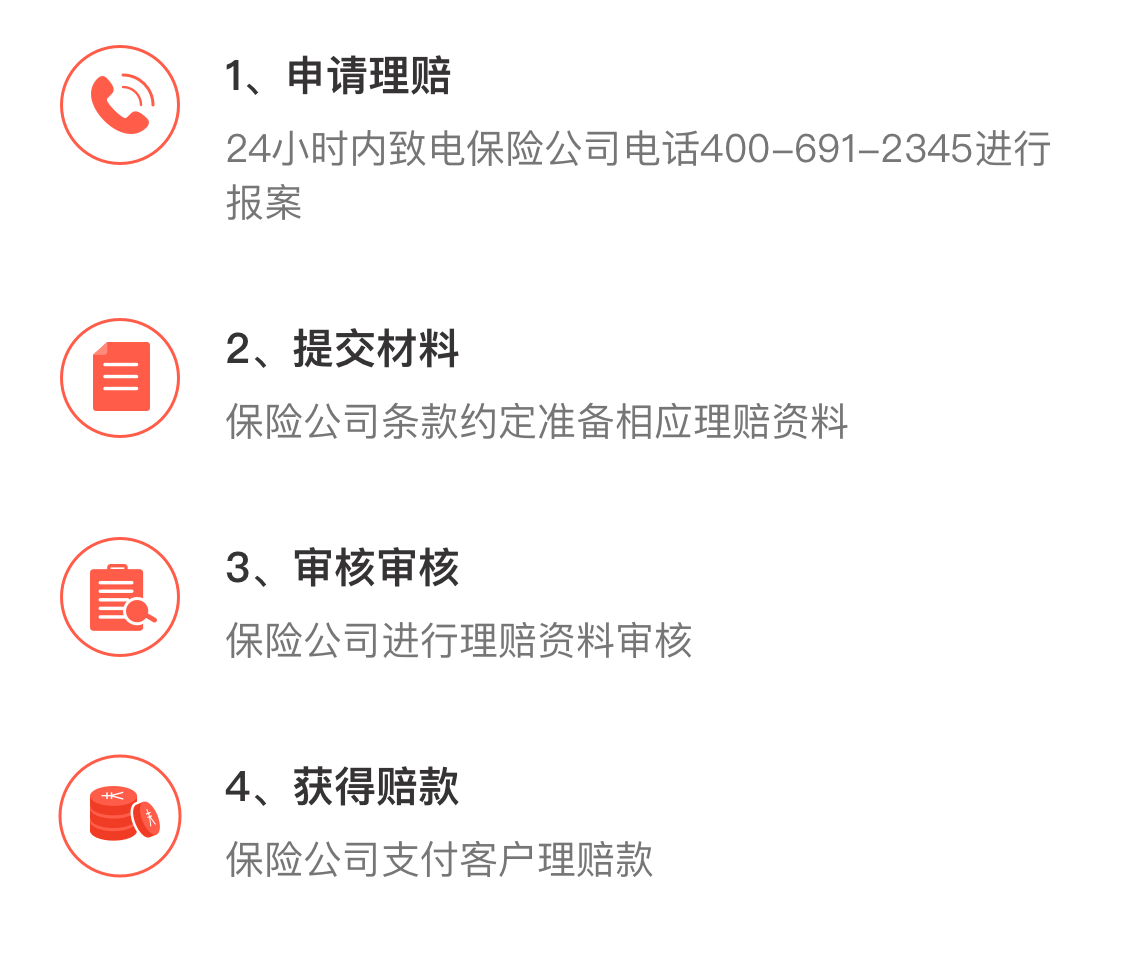 1、申请理赔
24小时内致电保险公司电话400-691-2345进行
报案
2、提交材料
保险公司条款约定准备相应理赔资料
3、审核审核
保险公司进行理赔资料审核
4、获得赔款
保险公司支付客户理赔款